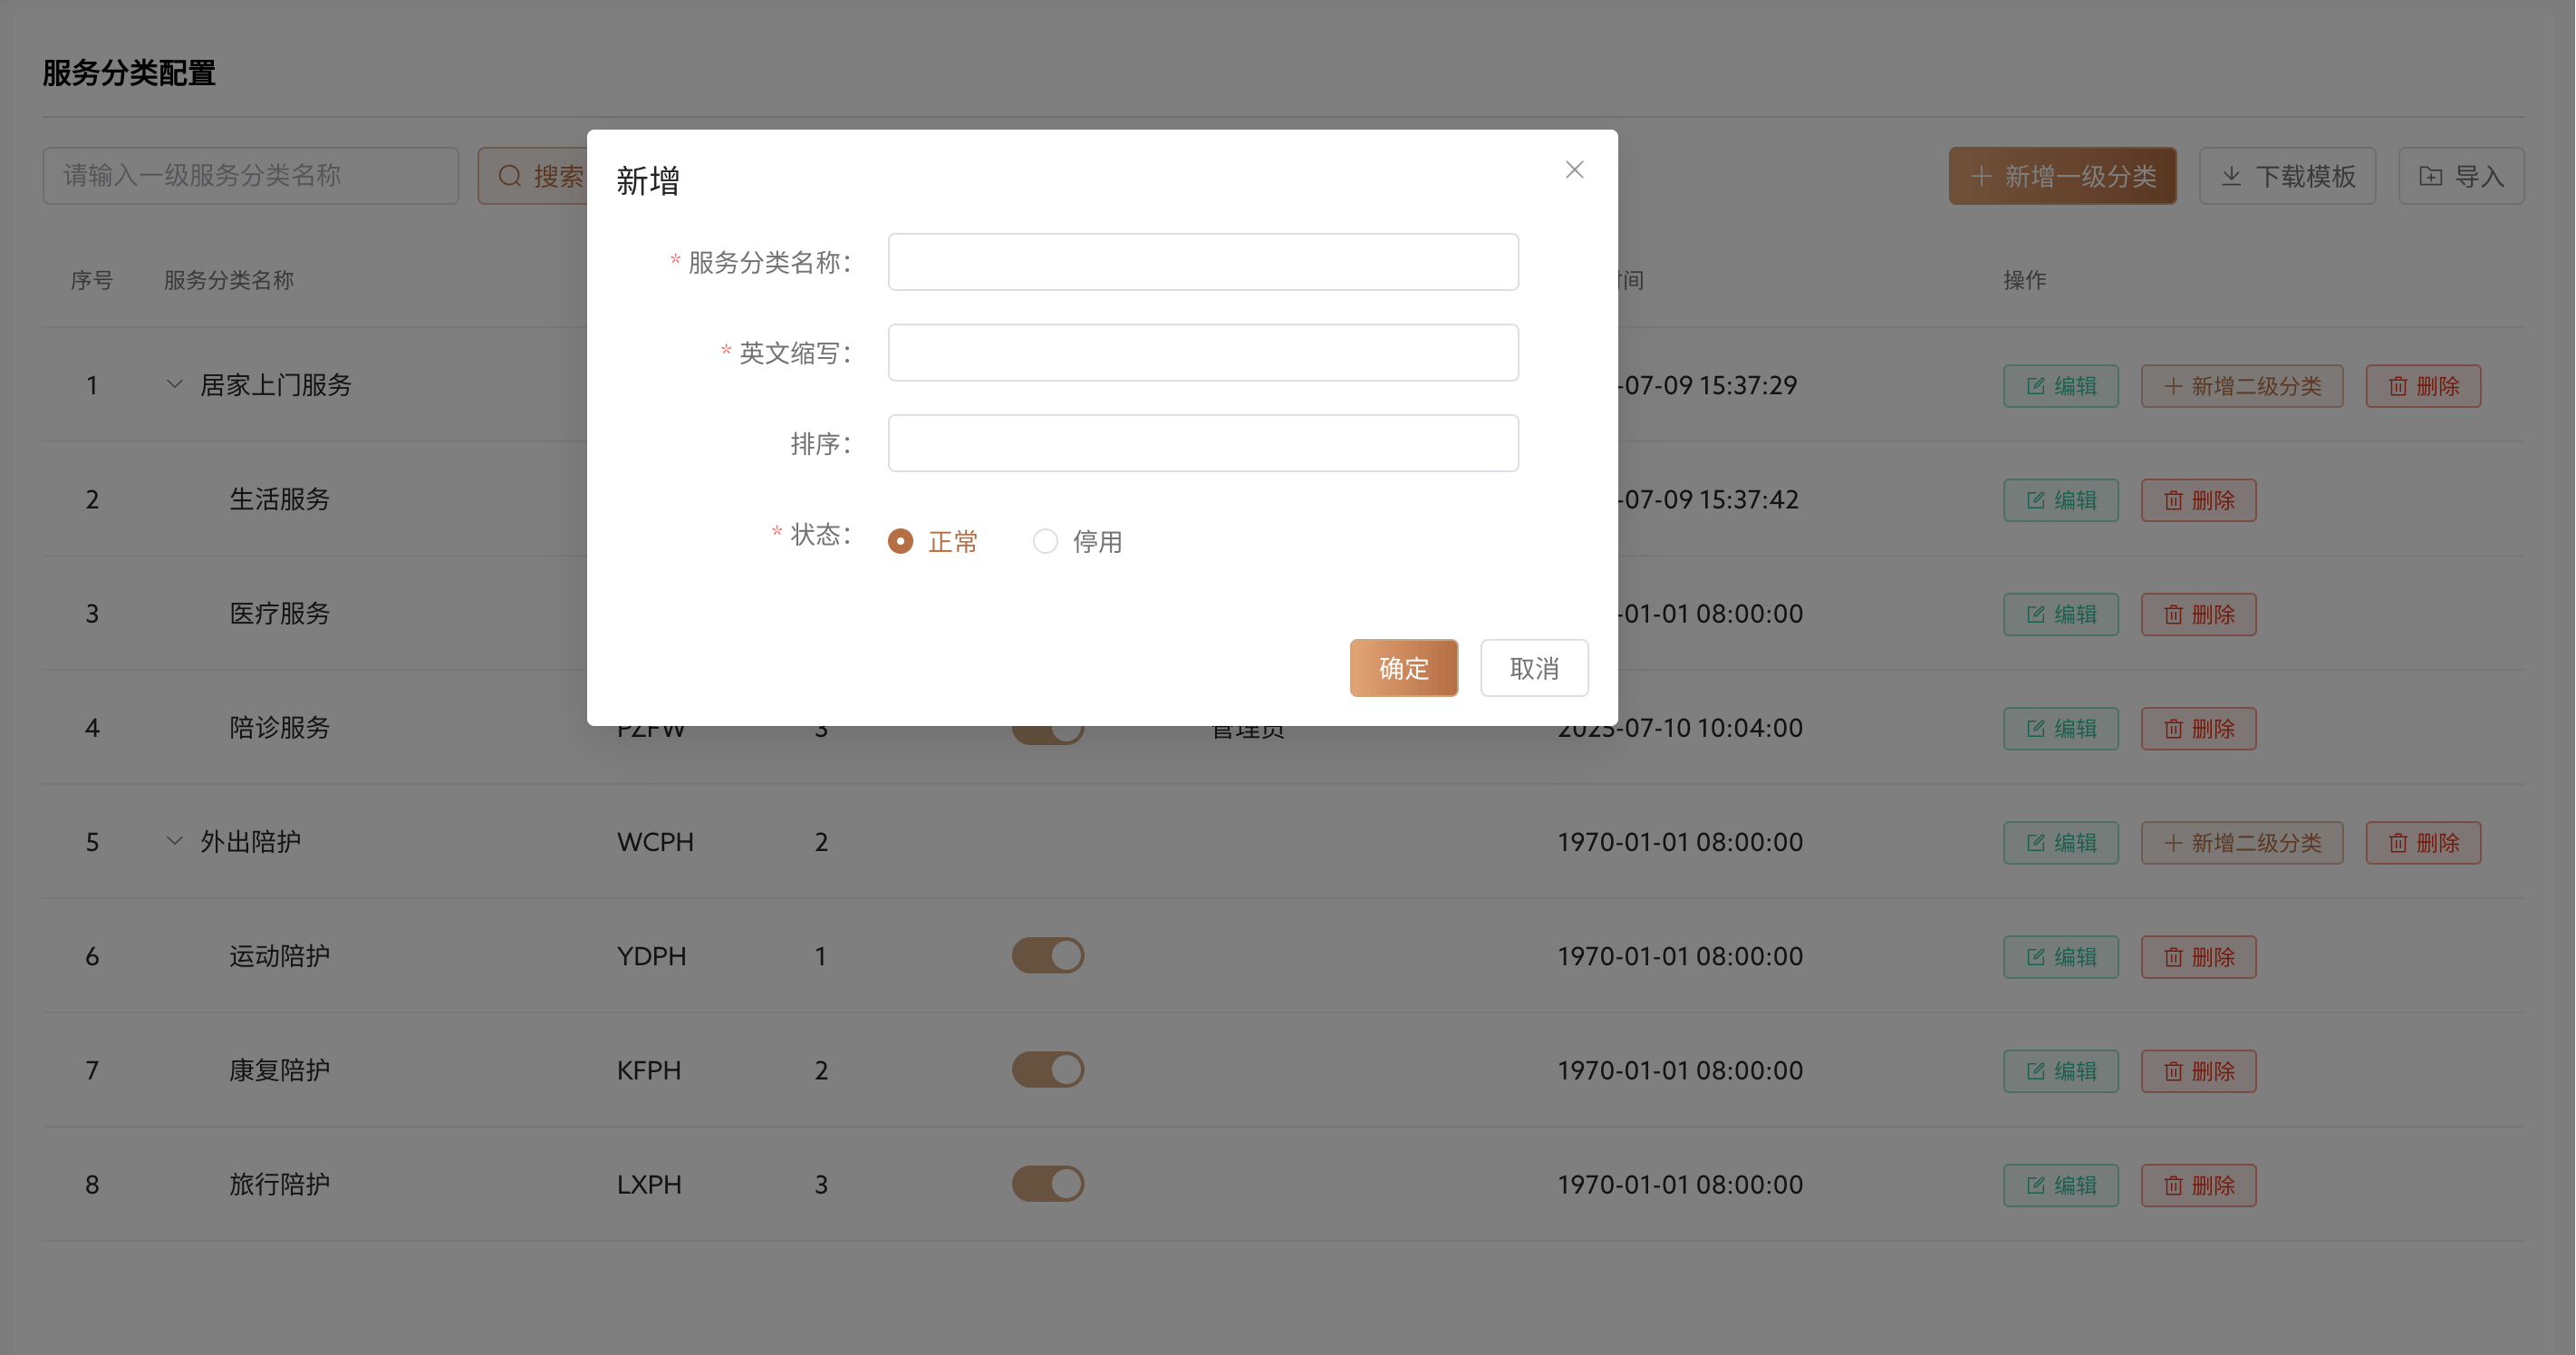 服务分类配置
请输入一级服务分类名称 搜索 新增一级分类 下载模板 导入
新增
* 服务分类名称：
* 英文缩写：
排序：
* 状态： 正常 停用
确定 取消
序号 服务分类名称 间 操作
1 居家上门服务 -07-09 15:37:29 编辑 新增二级分类 删除
2 生活服务 -07-09 15:37:42 编辑 删除
3 医疗服务 -01-01 08:00:00 编辑 删除
4 陪诊服务 PZFW 3 管理员 2025-07-10 10:04:00 编辑 删除
5 外出陪护 WCPH 2 1970-01-01 08:00:00 编辑 新增二级分类 删除
6 运动陪护 YDPH 1 1970-01-01 08:00:00 编辑 删除
7 康复陪护 KFPH 2 1970-01-01 08:00:00 编辑 删除
8 旅行陪护 LXPH 3 1970-01-01 08:00:00 编辑 删除